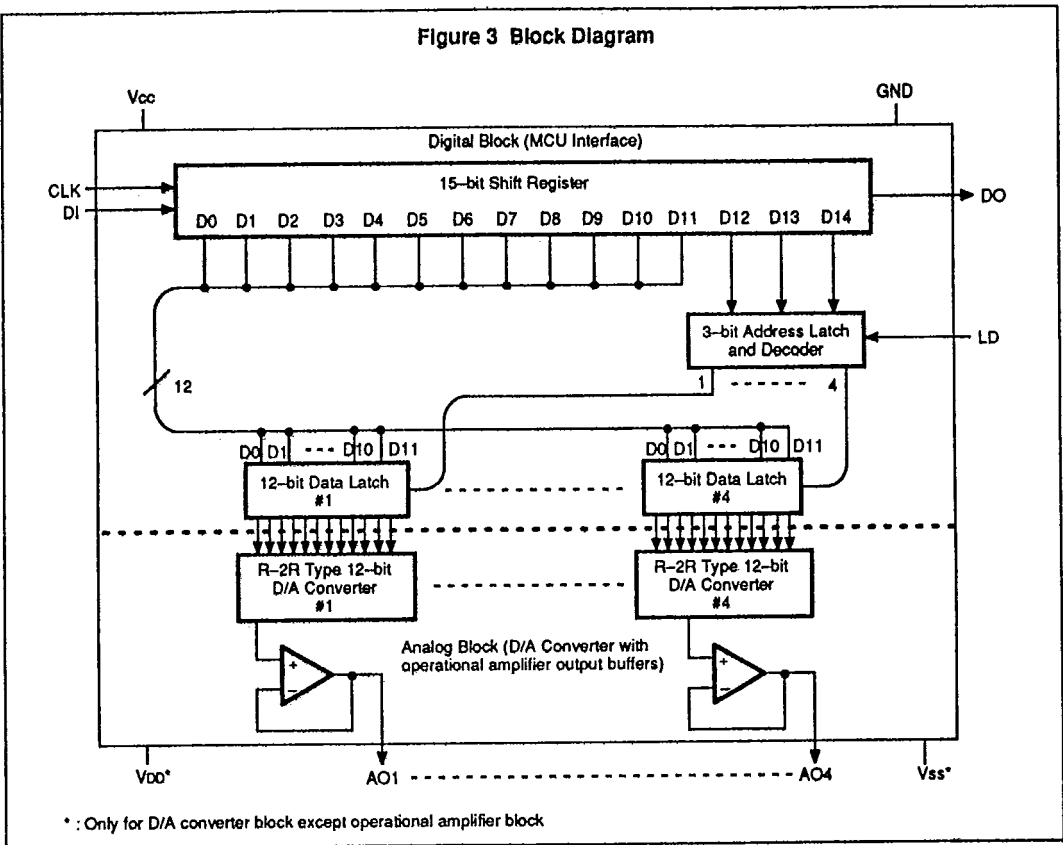 Figure 3 Block Diagram
Vcc
GND
Digital Block (MCU Interface)
15–bit Shift Register
CLK
DI
DO
D0 D1 D2 D3 D4 D5 D6 D7 D8 D9 D10 D11 D12 D13 D14
3–bit Address Latch
and Decoder
LD
1 4
12
D0 D1 D10 D11
D0 D1 D10 D11
12–bit Data Latch
#1
12–bit Data Latch
#4
R–2R Type 12–bit
D/A Converter
#1
R–2R Type 12–bit
D/A Converter
#4
Analog Block (D/A Converter with
operational amplifier output buffers)
+
–
+
–
VDD*
AO1
AO4
Vss*
* : Only for D/A converter block except operational amplifier block